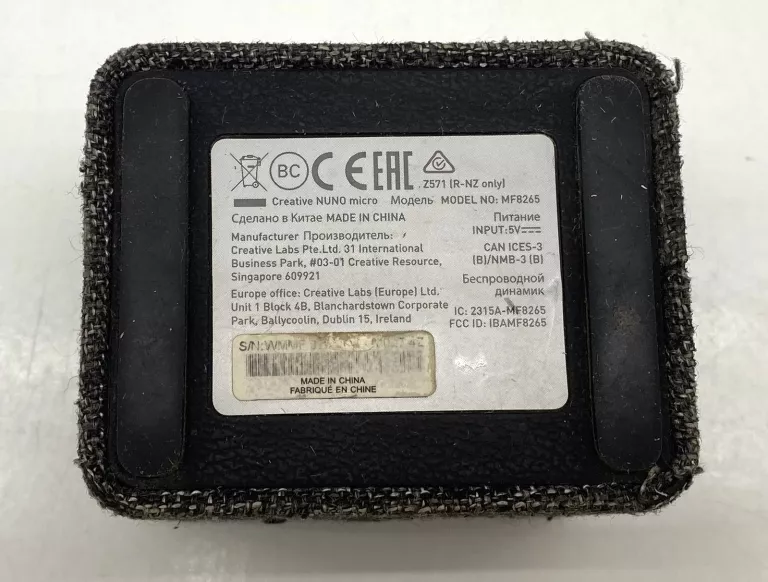 BC CE EAC
Z571 (R-NZ only)
Creative NUNO micro Модель MODEL NO: MF8265
Сделано в Китае MADE IN CHINA
Manufacturer Производитель:
Creative Labs Pte.Ltd. 31 International
Business Park, #03-01 Creative Resource,
Singapore 609921
Europe office: Creative Labs (Europe) Ltd.
Unit 1 Block 4B, Blanchardstown Corporate
Park, Ballycoolin, Dublin 15, Ireland
Питание
INPUT: 5V
CAN ICES-3
(B)/NMB-3 (B)
Беспроводной
динамик
IC: 2315A-MF8265
FCC ID: IBAMF8265
S/N:
MADE IN CHINA
FABRIQUÉ EN CHINE